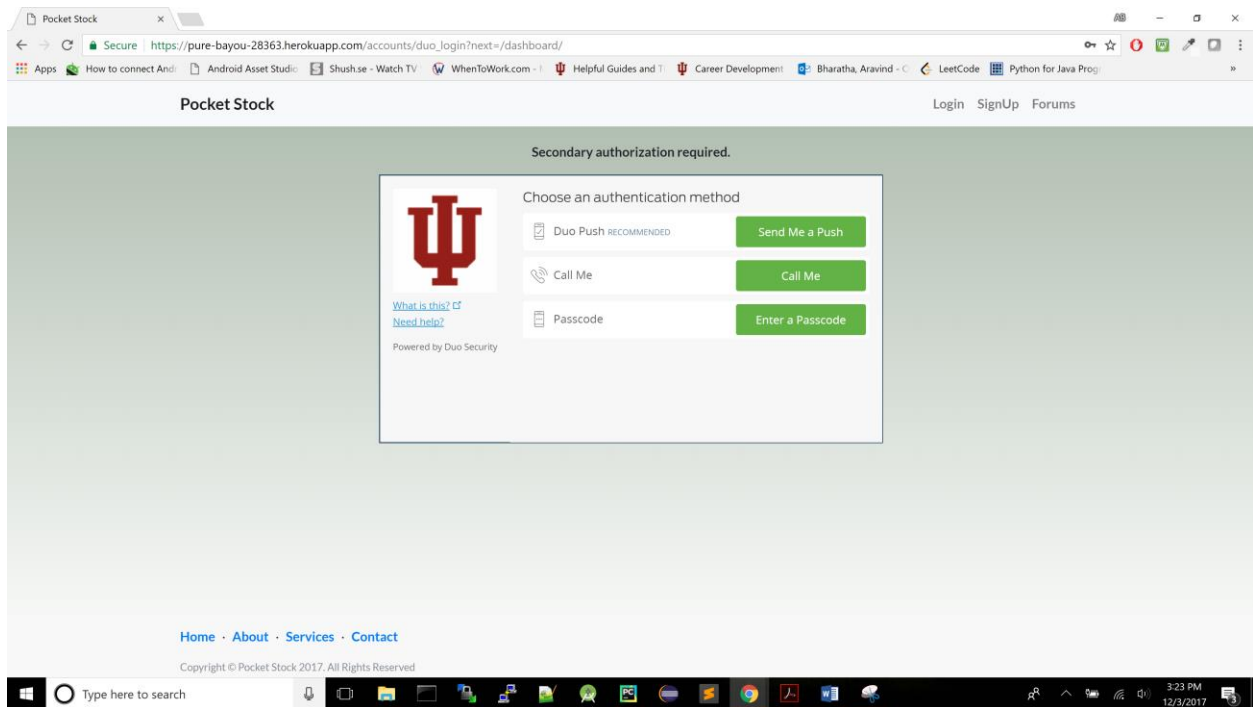 Pocket Stock
AB
Secure https://pure-bayou-28363.herokuapp.com/accounts/duo_login?next=/dashboard/
Apps How to connect And Android Asset Studio Shush.se - Watch TV WhenToWork.com - Helpful Guides and T Career Development Bharatha, Aravind - LeetCode Python for Java Prog
Pocket Stock Login SignUp Forums
Secondary authorization required.
Choose an authentication method
Duo Push RECOMMENDED Send Me a Push
Call Me Call Me
Passcode Enter a Passcode
What is this?
Need help?
Powered by Duo Security
Home · About · Services · Contact
Copyright © Pocket Stock 2017. All Rights Reserved
Type here to search
3:23 PM
12/3/2017